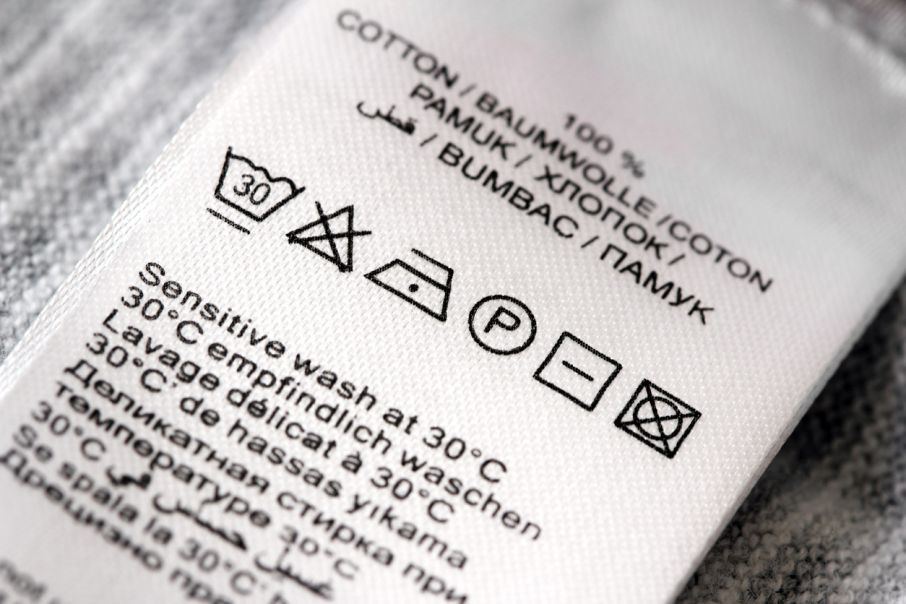 100 %
COTTON / BAUMWOLLE / COTON
PAMUK / ХЛОПОК /
قطن / BUMBAC / ПАМУК
30
P
Sensitive wash at 30°C
30°C empfindlich waschen
Lavage délicat à 30°C
30°C' de hassas yıkama
Деликатная стирка при
температуре 30°C
غسيل حساس في 30°C
Se spala la 30°C'